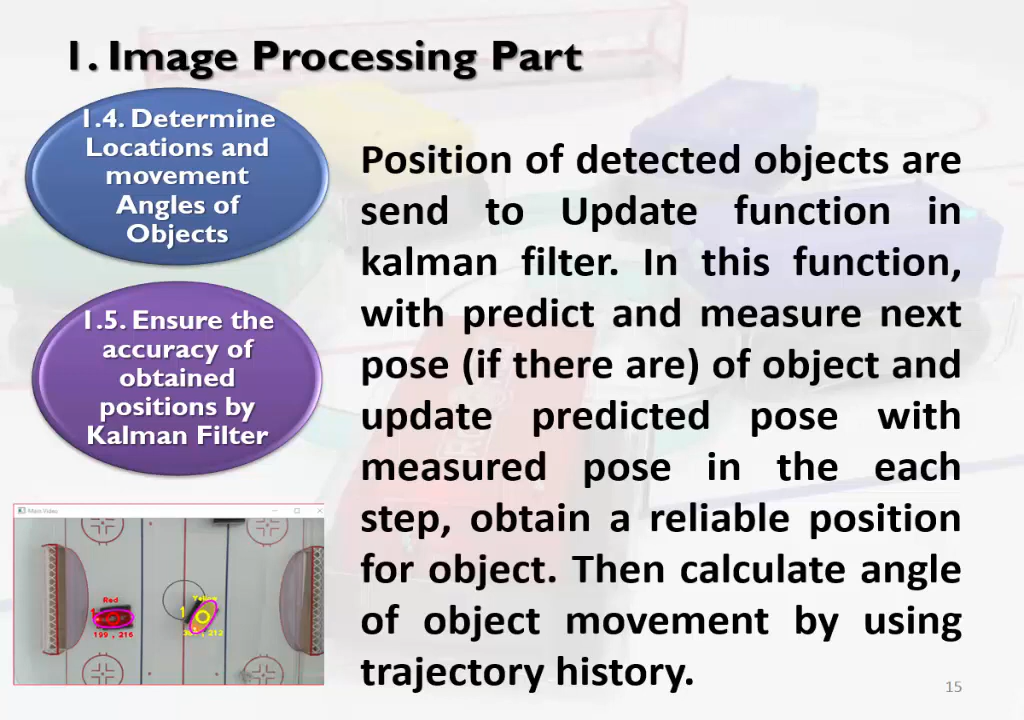 1. Image Processing Part
1.4. Determine
Locations and
movement
Angles of
Objects
Position of detected objects are
send to Update function in
kalman filter. In this function,
with predict and measure next
pose (if there are) of object and
update predicted pose with
measured pose in the each
step, obtain a reliable position
for object. Then calculate angle
of object movement by using
trajectory history.
1.5. Ensure the
accuracy of
obtained
positions by
Kalman Filter
Main Video
Red
199 , 216
Yellow
15